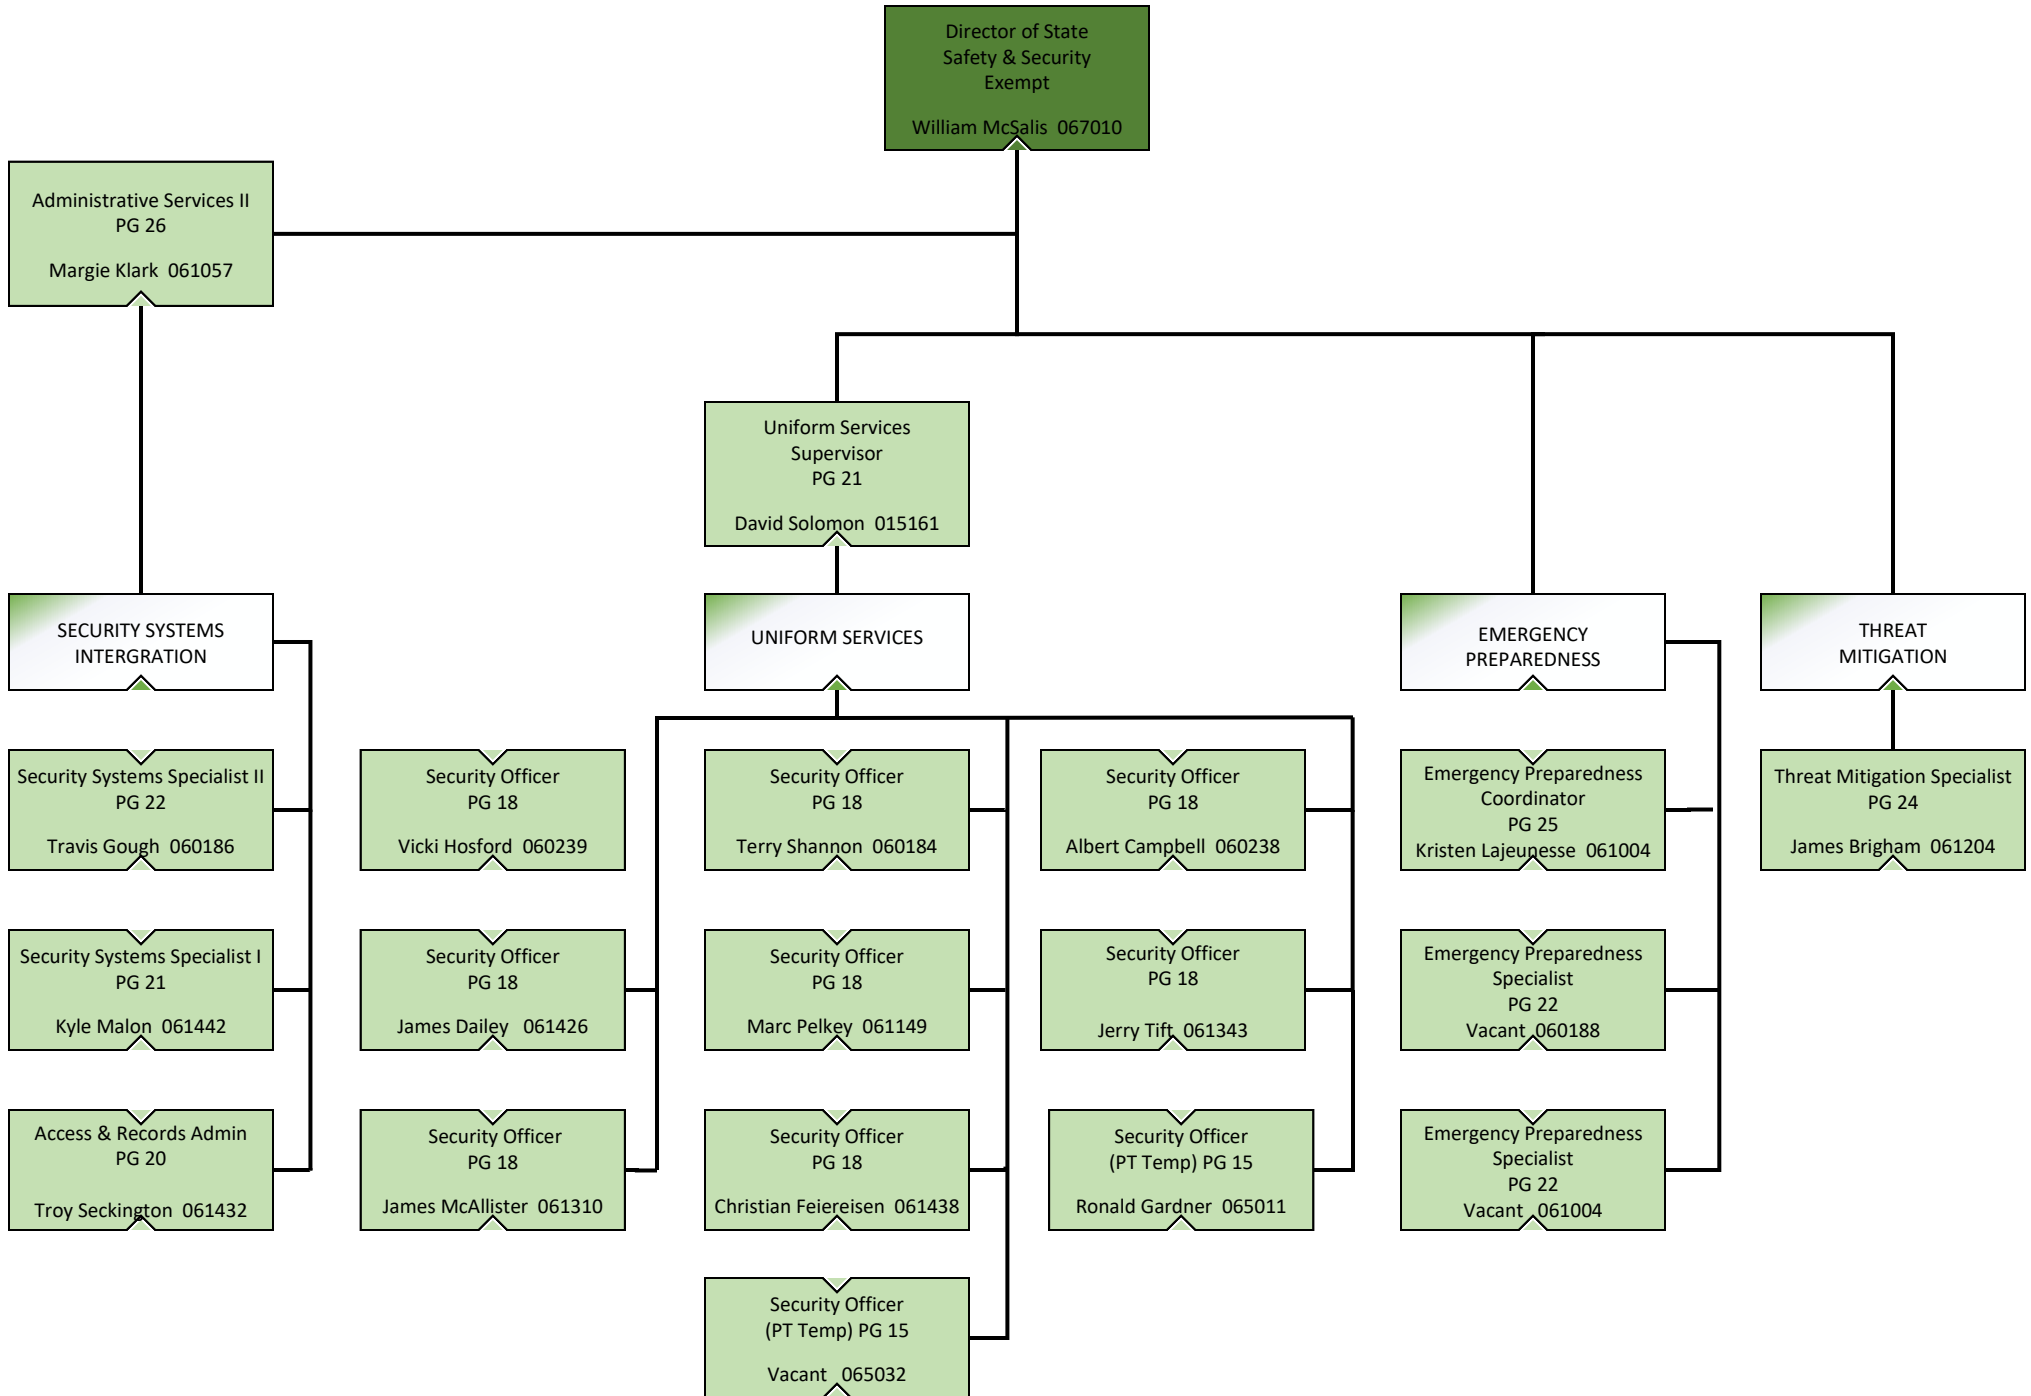 Director of State
Safety & Security
Exempt
William McSalis  067010
Administrative Services II
PG 26
Margie Klark  061057
Uniform Services
Supervisor
PG 21
David Solomon  015161
SECURITY SYSTEMS
INTERGRATION
UNIFORM SERVICES
EMERGENCY
PREPAREDNESS
THREAT
MITIGATION
Security Systems Specialist II
PG 22
Travis Gough  060186
Security Officer
PG 18
Vicki Hosford  060239
Security Officer
PG 18
Terry Shannon  060184
Security Officer
PG 18
Albert Campbell  060238
Emergency Preparedness
Coordinator
PG 25
Kristen Lajeunesse  061004
Threat Mitigation Specialist
PG 24
James Brigham  061204
Security Systems Specialist I
PG 21
Kyle Malon  061442
Security Officer
PG 18
James Dailey   061426
Security Officer
PG 18
Marc Pelkey  061149
Security Officer
PG 18
Jerry Tift  061343
Emergency Preparedness
Specialist
PG 22
Vacant  060188
Access & Records Admin
PG 20
Troy Seckington  061432
Security Officer
PG 18
James McAllister  061310
Security Officer
PG 18
Christian Feiereisen  061438
Security Officer
(PT Temp) PG 15
Ronald Gardner  065011
Emergency Preparedness
Specialist
PG 22
Vacant  061004
Security Officer
(PT Temp) PG 15
Vacant   065032